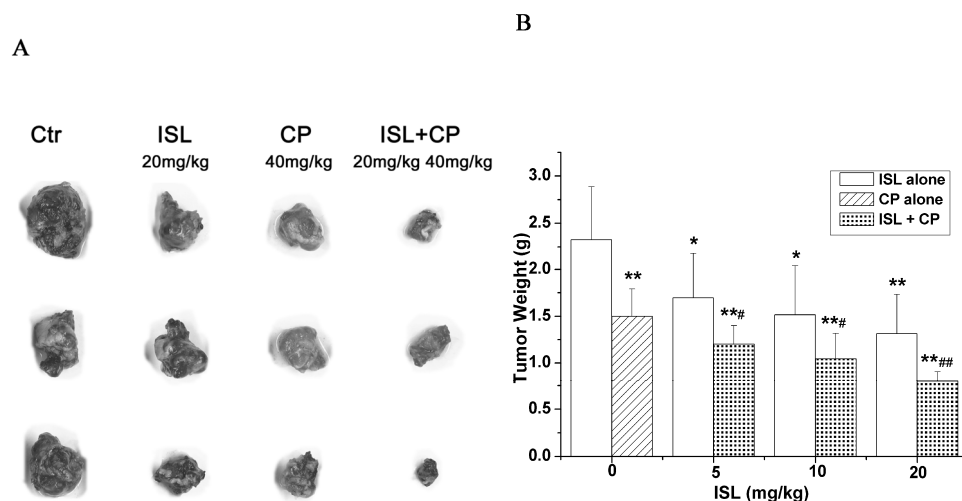 A
Ctr ISL CP ISL+CP
20mg/kg 40mg/kg 20mg/kg 40mg/kg
B
Tumor Weight (g)
3.0
2.5
2.0
1.5
1.0
0.5
0.0
ISL alone
CP alone
ISL + CP
**
*
**#
*
**#
**
**##
0 5 10 20
ISL (mg/kg)